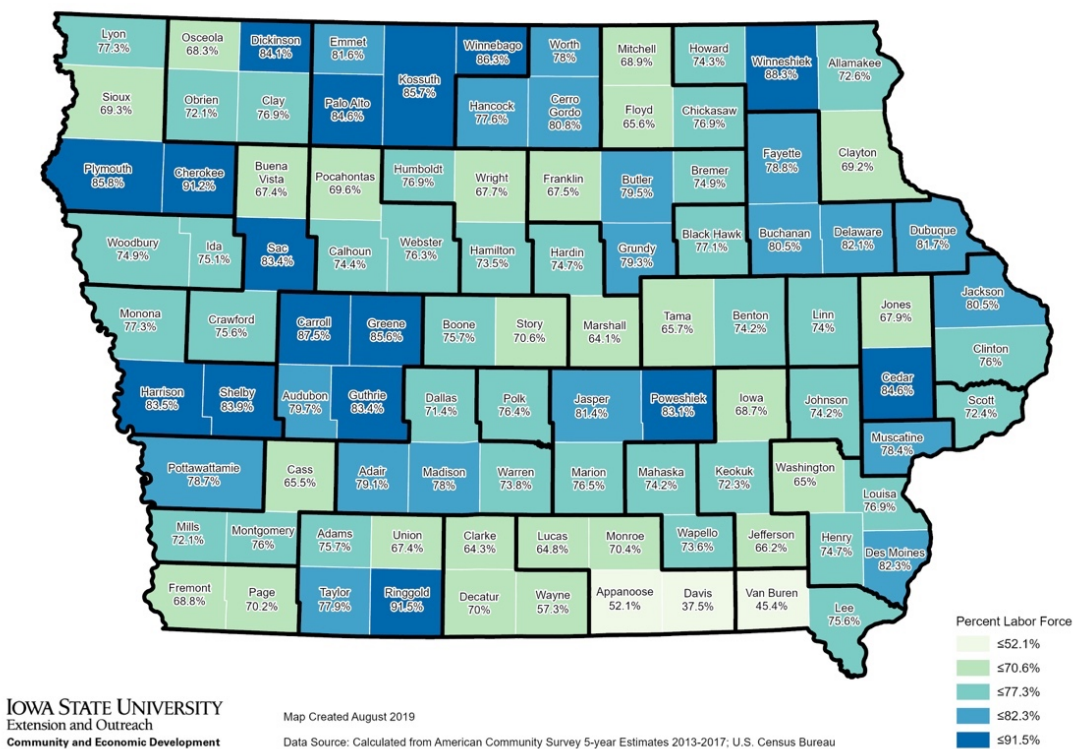 Lyon
77.3%
Osceola
68.3%
Dickinson
84.1%
Emmet
81.6%
Kossuth
85.7%
Winnebago
86.3%
Worth
78%
Mitchell
68.9%
Howard
74.3%
Winneshiek
88.3%
Allamakee
72.6%
Sioux
69.3%
Obrien
72.1%
Clay
76.9%
Palo Alto
84.6%
Hancock
77.6%
Cerro
Gordo
80.8%
Floyd
65.6%
Chickasaw
76.9%
Plymouth
85.8%
Cherokee
91.2%
Buena
Vista
67.4%
Pocahontas
69.6%
Humboldt
76.9%
Wright
67.7%
Franklin
67.5%
Butler
79.5%
Bremer
74.9%
Fayette
78.8%
Clayton
69.2%
Woodbury
74.9%
Ida
75.1%
Sac
83.4%
Calhoun
74.4%
Webster
76.3%
Hamilton
73.5%
Hardin
74.7%
Grundy
79.3%
Black Hawk
77.1%
Buchanan
80.5%
Delaware
82.1%
Dubuque
81.7%
Monona
77.3%
Crawford
75.6%
Carroll
87.5%
Greene
85.6%
Boone
75.7%
Story
70.6%
Marshall
64.1%
Tama
65.7%
Benton
74.2%
Linn
74%
Jones
67.9%
Jackson
80.5%
Clinton
76%
Harrison
83.5%
Shelby
83.9%
Audubon
79.7%
Guthrie
83.4%
Dallas
71.4%
Polk
76.4%
Jasper
81.4%
Poweshiek
83.1%
Iowa
68.7%
Johnson
74.2%
Cedar
84.6%
Scott
72.4%
Muscatine
78.4%
Pottawattamie
78.7%
Cass
65.5%
Adair
79.1%
Madison
78%
Warren
73.8%
Marion
76.5%
Mahaska
74.2%
Keokuk
72.3%
Washington
65%
Louisa
76.9%
Mills
72.1%
Montgomery
76%
Adams
75.7%
Union
67.4%
Clarke
64.3%
Lucas
64.8%
Monroe
70.4%
Wapello
73.6%
Jefferson
66.2%
Henry
74.7%
Des Moines
82.3%
Fremont
68.8%
Page
70.2%
Taylor
77.9%
Ringgold
91.5%
Decatur
70%
Wayne
57.3%
Appanoose
52.1%
Davis
37.5%
Van Buren
45.4%
Lee
75.6%
Percent Labor Force
≤52.1%
≤70.6%
≤77.3%
≤82.3%
≤91.5%
IOWA STATE UNIVERSITY
Extension and Outreach
Community and Economic Development
Map Created August 2019
Data Source: Calculated from American Community Survey 5-year Estimates 2013-2017; U.S. Census Bureau